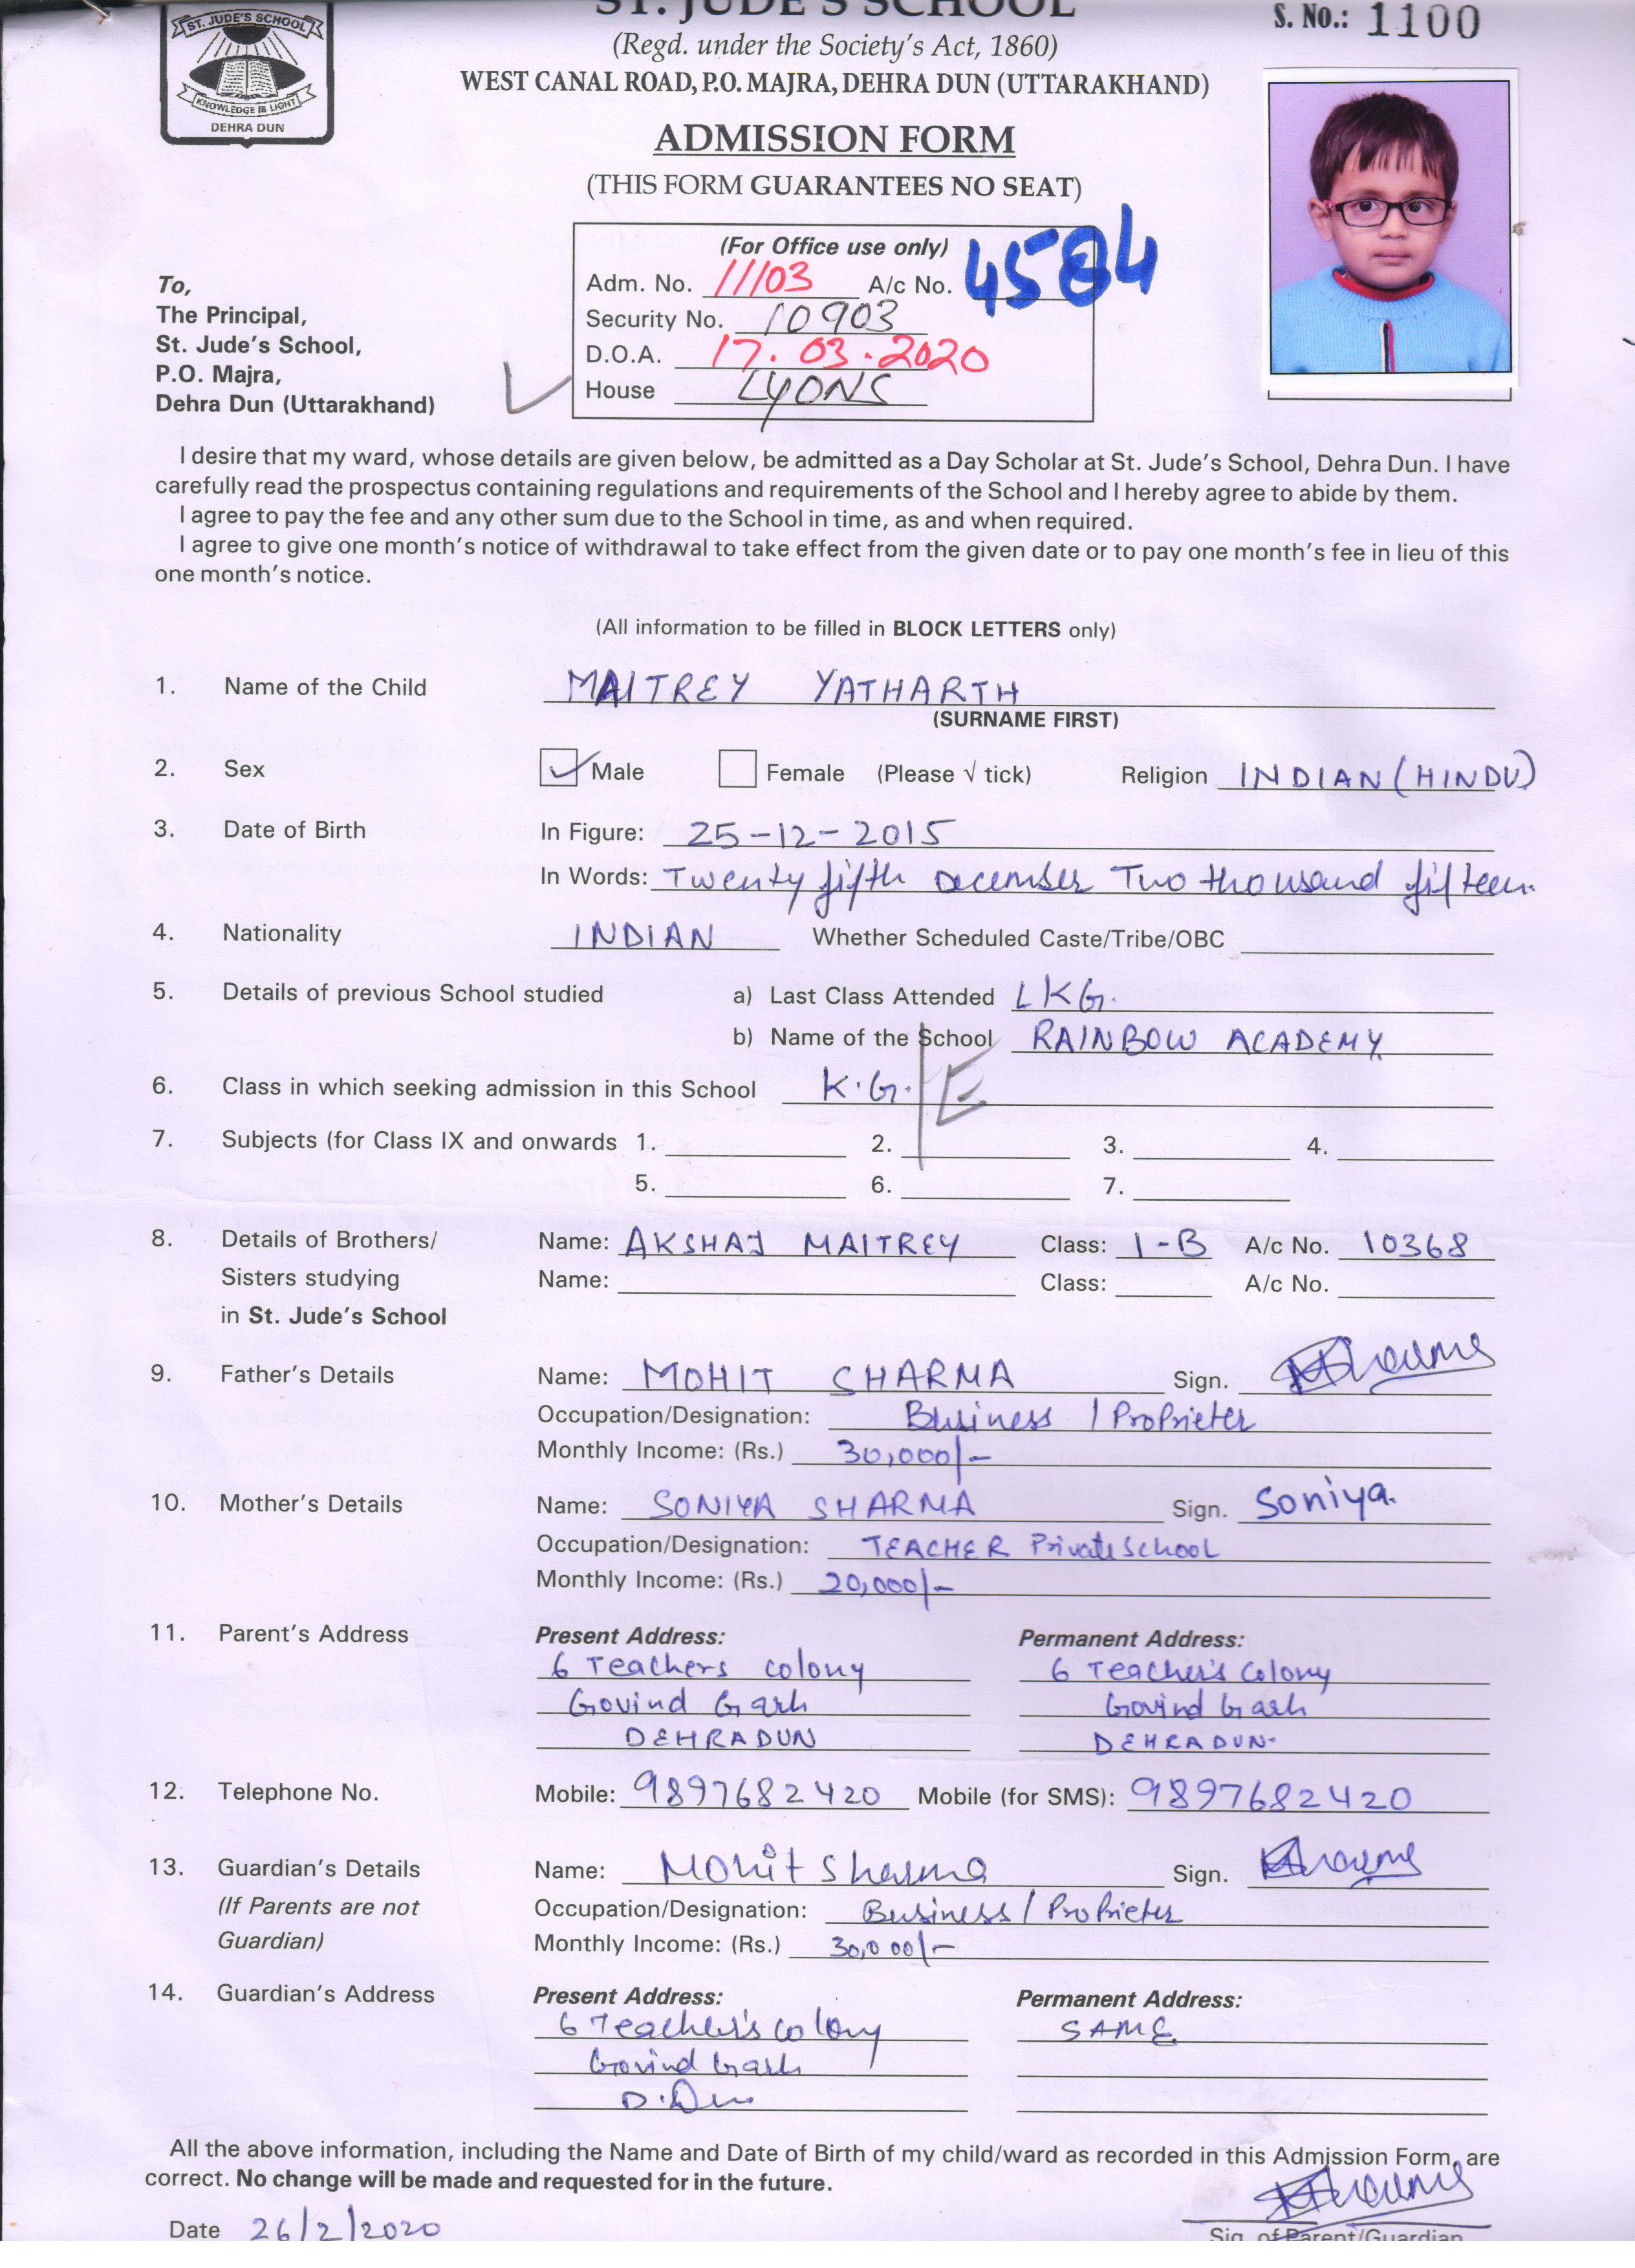 ST. JUDE'S SCHOOL
KNOWLEDGE IS LIGHT
DEHRA DUN
ST. JUDE'S SCHOOL
S. No.: 1100
(Regd. under the Society's Act, 1860)
WEST CANAL ROAD, P.O. MAJRA, DEHRA DUN (UTTARAKHAND)
ADMISSION FORM
(THIS FORM GUARANTEES NO SEAT)
(For Office use only)
Adm. No. 11103 A/c No. 4584
Security No. 10903
D.O.A. 17.03.2020
House LYONS
To,
The Principal,
St. Jude's School,
P.O. Majra,
Dehra Dun (Uttarakhand)
I desire that my ward, whose details are given below, be admitted as a Day Scholar at St. Jude's School, Dehra Dun. I have
carefully read the prospectus containing regulations and requirements of the School and I hereby agree to abide by them.
I agree to pay the fee and any other sum due to the School in time, as and when required.
I agree to give one month's notice of withdrawal to take effect from the given date or to pay one month's fee in lieu of this
one month's notice.
(All information to be filled in BLOCK LETTERS only)
1. Name of the Child MAITREY YATHARTH
(SURNAME FIRST)
2. Sex Male Female (Please √ tick) Religion INDIAN (HINDU)
3. Date of Birth In Figure: 25-12-2015
In Words: Twenty fifth December Two thousand fifteen.
4. Nationality INDIAN Whether Scheduled Caste/Tribe/OBC
5. Details of previous School studied a) Last Class Attended LKG.
b) Name of the School RAINBOW ACADEMY
6. Class in which seeking admission in this School K.G. E
7. Subjects (for Class IX and onwards 1. 2. 3. 4.
5. 6. 7.
8. Details of Brothers/ Name: AKSHAJ MAITREY Class: 1-B A/c No. 10368
Sisters studying Name: Class: A/c No.
in St. Jude's School
9. Father's Details Name: MOHIT SHARMA Sign.
Occupation/Designation: Business / Proprieter
Monthly Income: (Rs.) 30,000/-
10. Mother's Details Name: SONIYA SHARMA Sign. Soniya.
Occupation/Designation: TEACHER Private School
Monthly Income: (Rs.) 20,000/-
11. Parent's Address Present Address: Permanent Address:
6 Teachers colony 6 Teacher's Colony
Govind Garh Govind Garh
DEHRADUN DEHRADUN.
12. Telephone No. Mobile: 9897682420 Mobile (for SMS): 9897682420
13. Guardian's Details Name: Mohit Sharma Sign.
(If Parents are not Occupation/Designation: Business / Proprieter
Guardian) Monthly Income: (Rs.) 30,000/-
14. Guardian's Address Present Address: Permanent Address:
6 Teacher's colony SAME
Govind Garh
D.Dun
All the above information, including the Name and Date of Birth of my child/ward as recorded in this Admission Form, are
correct. No change will be made and requested for in the future.
Date 26/2/2020
Sig. of Parent/Guardian